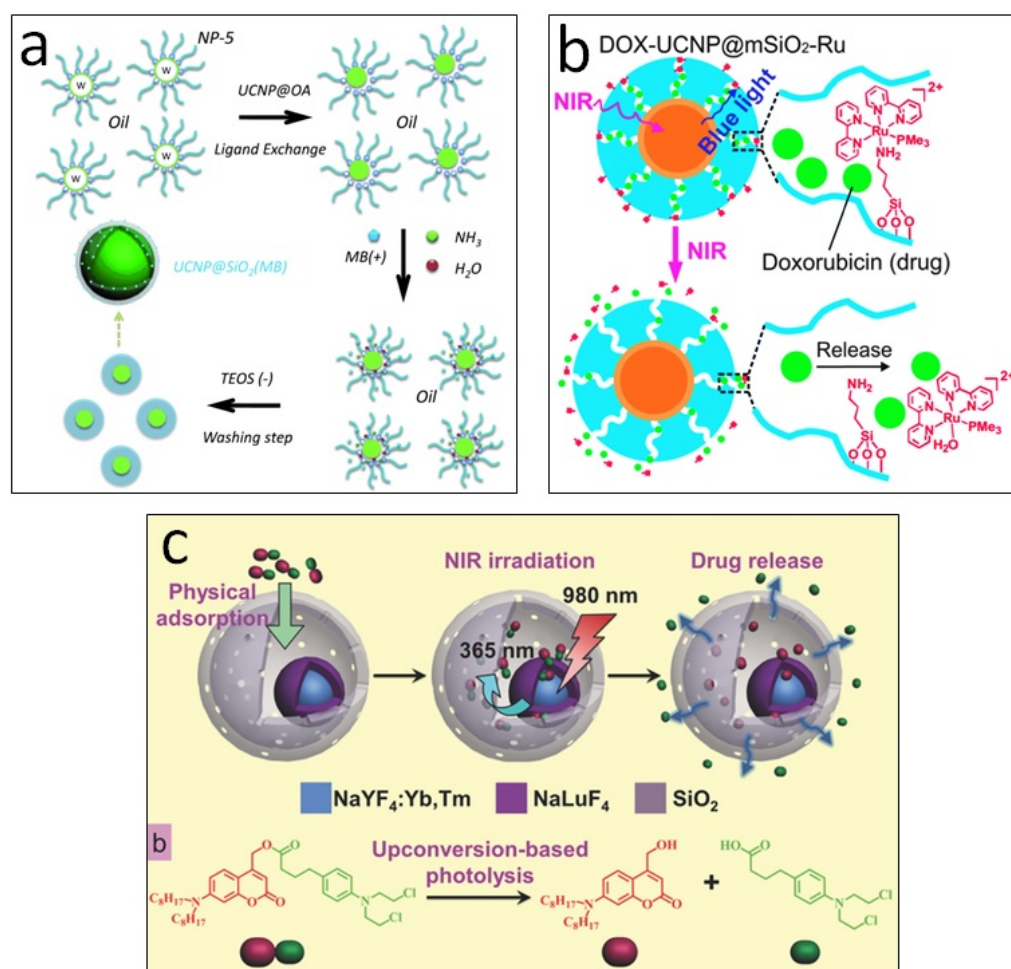 a
NP-5
W
W
W
W
Oil
UCNP@OA
Ligand Exchange
Oil
MB(+)
NH₃
H₂O
UCNP@SiO₂(MB)
Oil
TEOS (-)
Washing step
b
DOX-UCNP@mSiO₂-Ru
NIR
Blue light
2+
N
N
N
N
Ru
PMe₃
NH₂
Si
O O O
Doxorubicin (drug)
NIR
Release
NH₂
Si
O O O
2+
N
N
N
N
Ru
PMe₃
H₂O
c
Physical
adsorption
NIR irradiation
980 nm
365 nm
Drug release
NaYF₄:Yb,Tm
NaLuF₄
SiO₂
b
Upconversion-based
photolysis
O
O
C₈H₁₇
N
C₈H₁₇
O
O
N
Cl
Cl
OH
C₈H₁₇
N
C₈H₁₇
O
O
+
HO
O
N
Cl
Cl